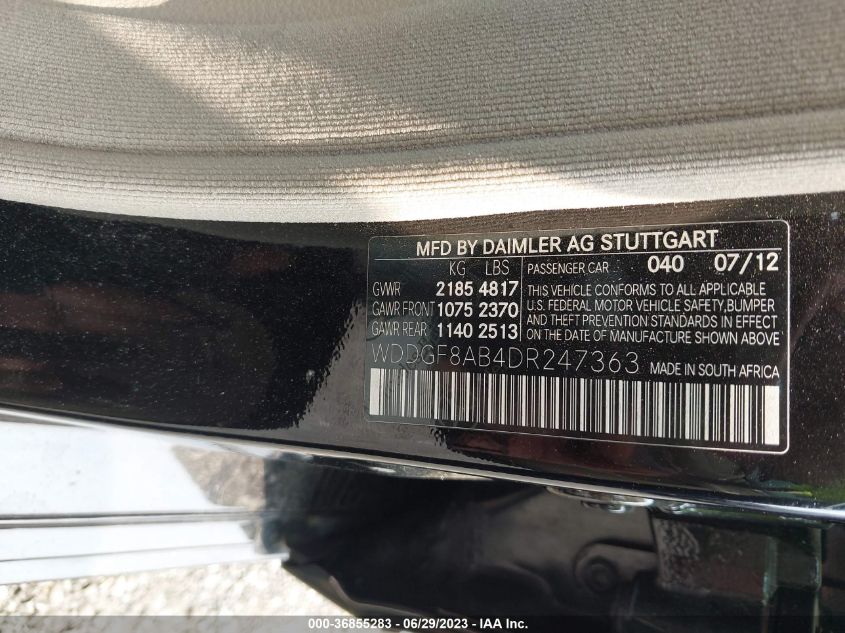 MFD BY DAIMLER AG STUTTGART
KG LBS
GVWR 2185 4817
GAWR FRONT 1075 2370
GAWR REAR 1140 2513
PASSENGER CAR 040 07/12
THIS VEHICLE CONFORMS TO ALL APPLICABLE
U.S. FEDERAL MOTOR VEHICLE SAFETY, BUMPER
AND THEFT PREVENTION STANDARDS IN EFFECT
ON THE DATE OF MANUFACTURE SHOWN ABOVE
WDDGF8AB4DR247363 MADE IN SOUTH AFRICA
000-36855283 - 06/29/2023 - IAA Inc.